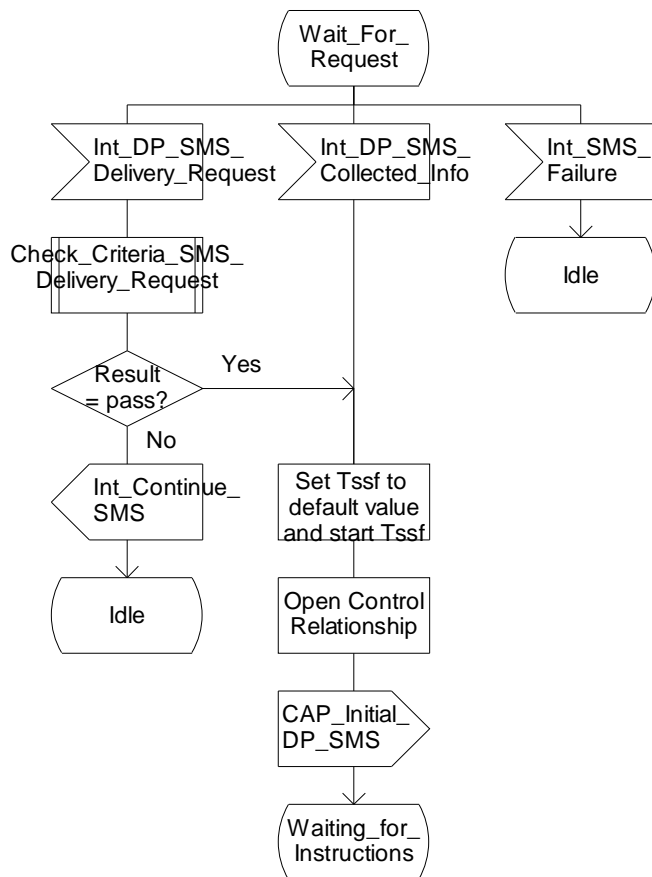 Wait_For_
Request
Int_DP_SMS_
Delivery_Request
Int_DP_SMS_
Collected_Info
Int_SMS_
Failure
Check_Criteria_SMS_
Delivery_Request
Idle
Result
= pass?
Yes
No
Int_Continue_
SMS
Set Tssf to
default value
and start Tssf
Idle
Open Control
Relationship
CAP_Initial_
DP_SMS
Waiting_for_
Instructions